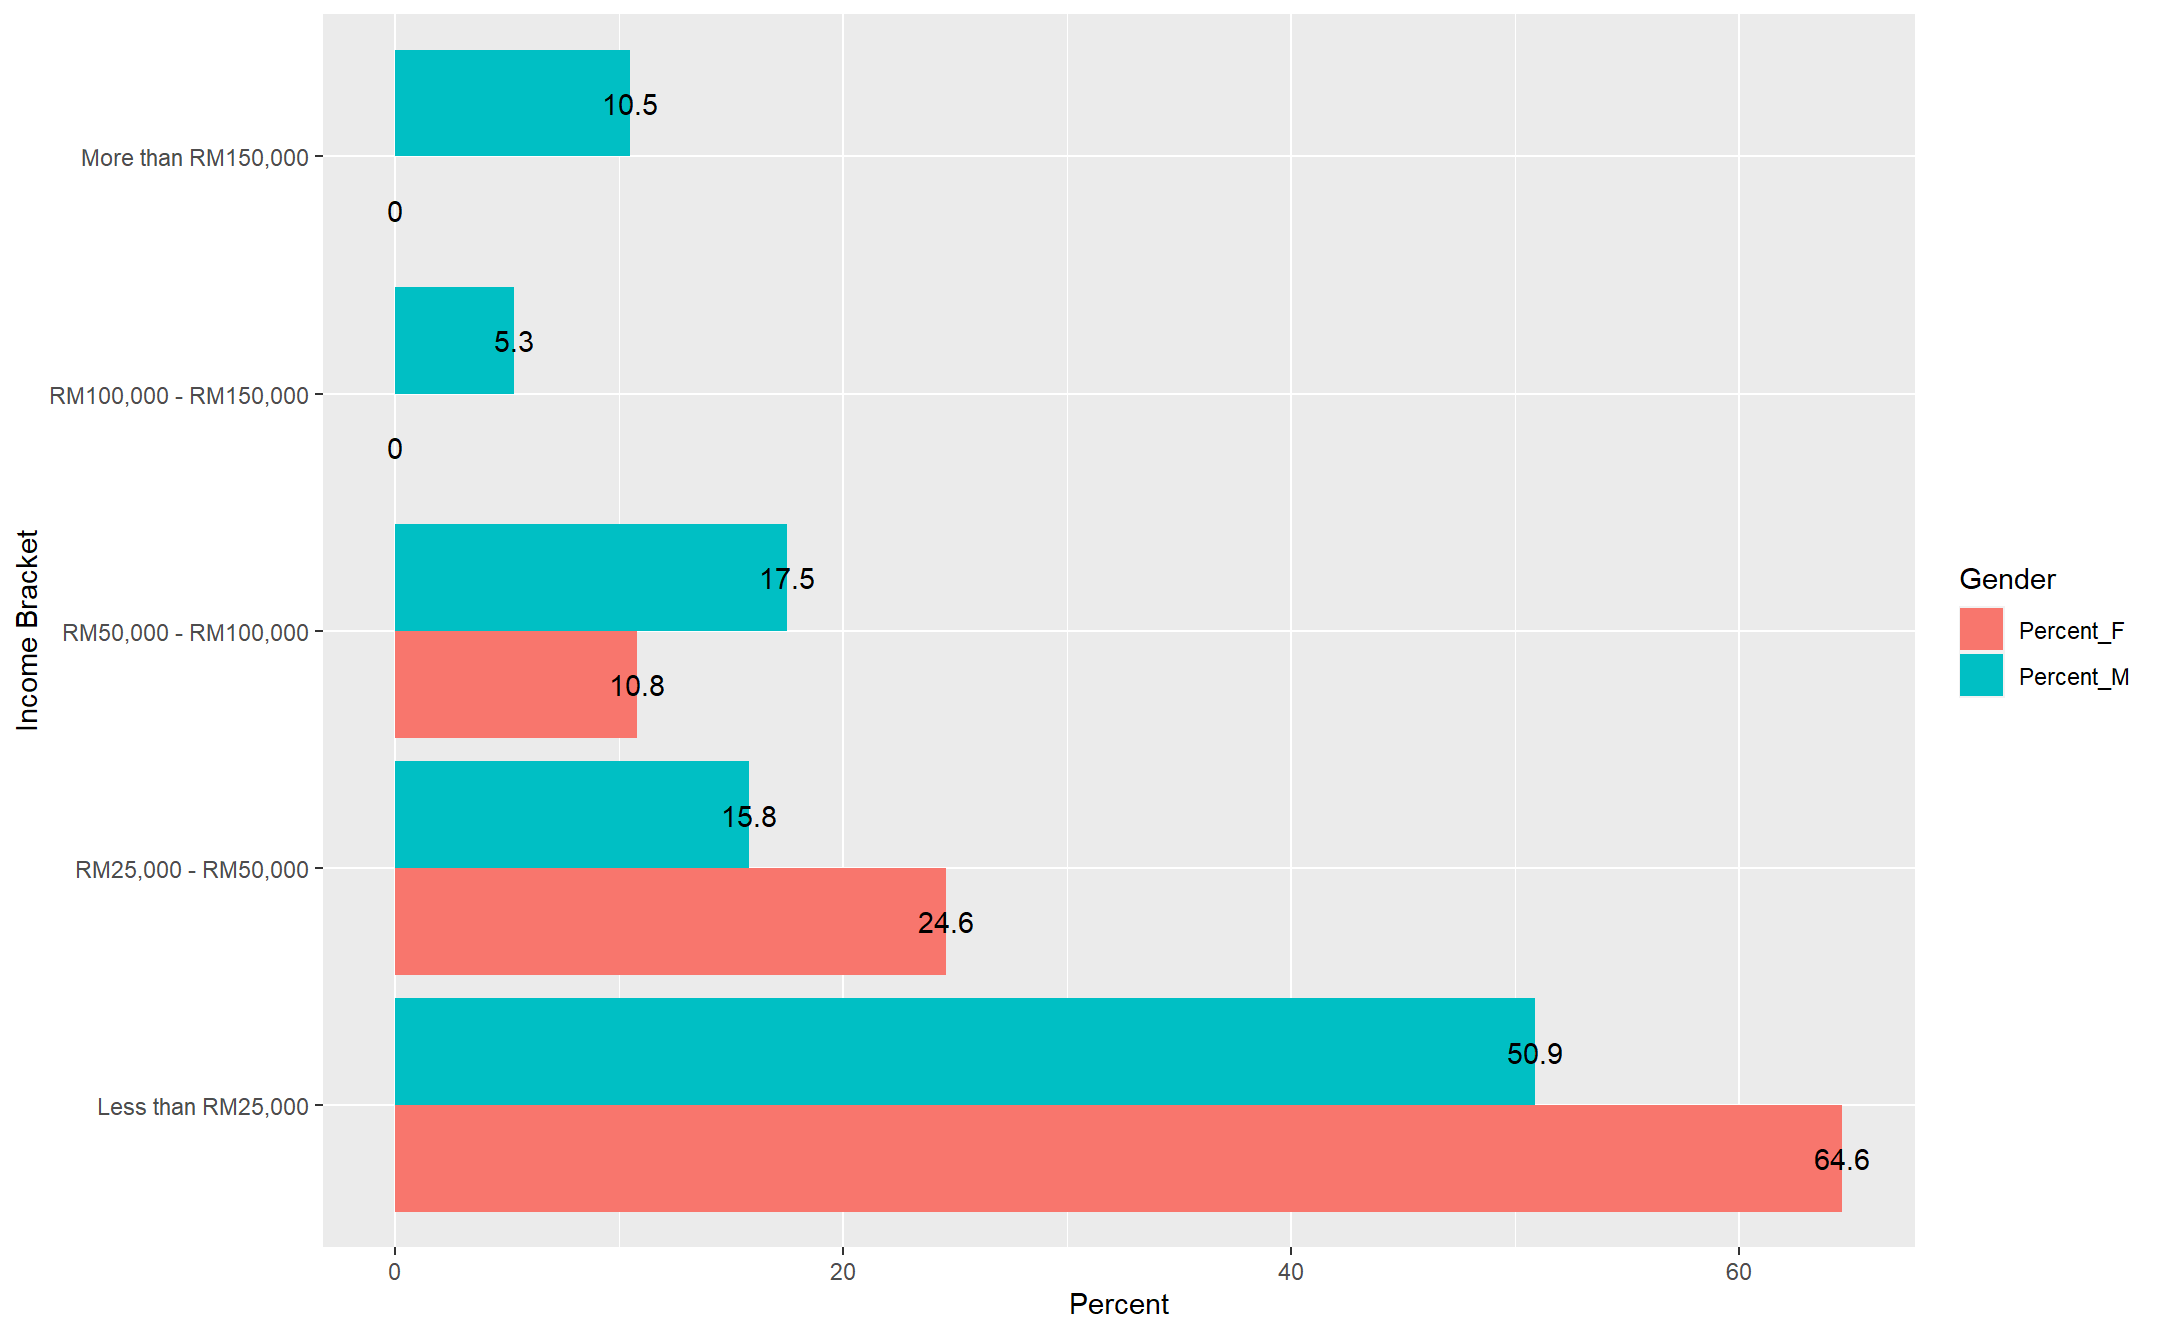 More than RM150,000
10.5
0
RM100,000 - RM150,000
5.3
0
RM50,000 - RM100,000
17.5
10.8
RM25,000 - RM50,000
15.8
24.6
Less than RM25,000
50.9
64.6
Income Bracket
0 20 40 60
Percent
Gender
Percent_F
Percent_M